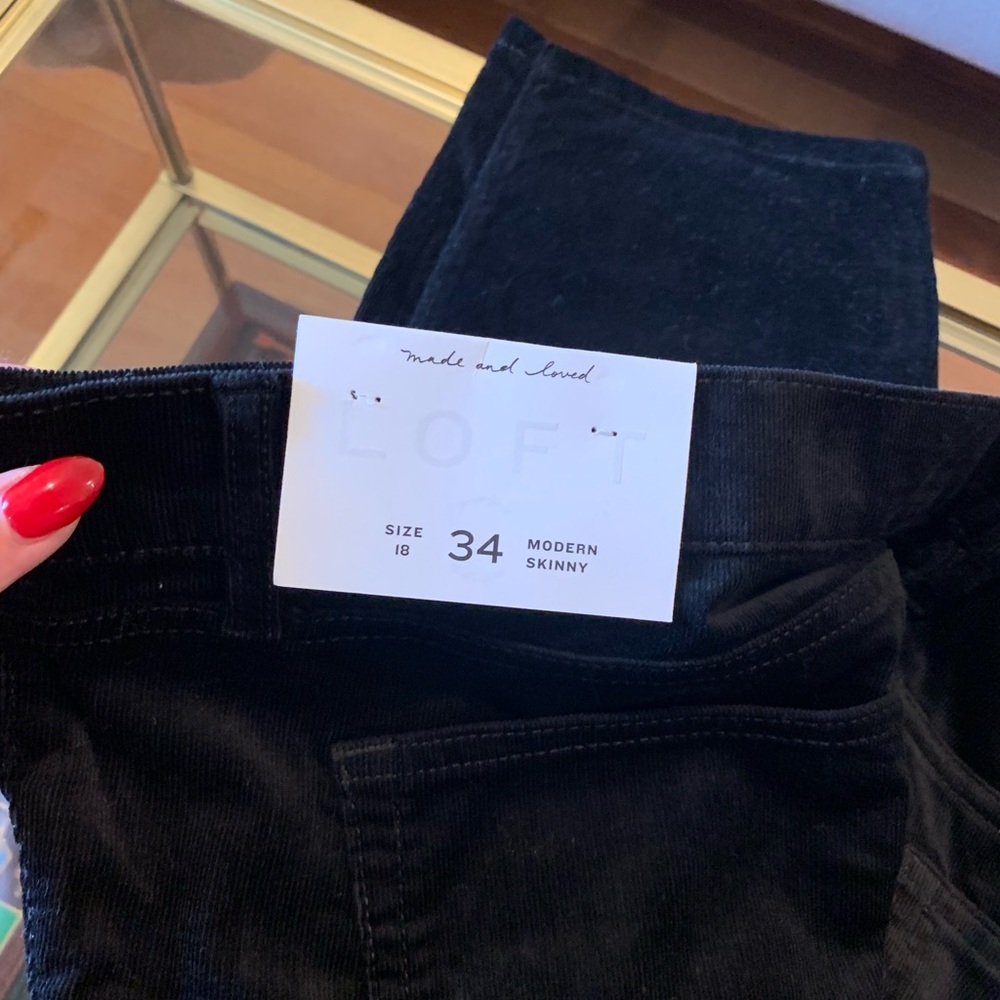 made and loved
LOFT
SIZE
18
34
MODERN
SKINNY